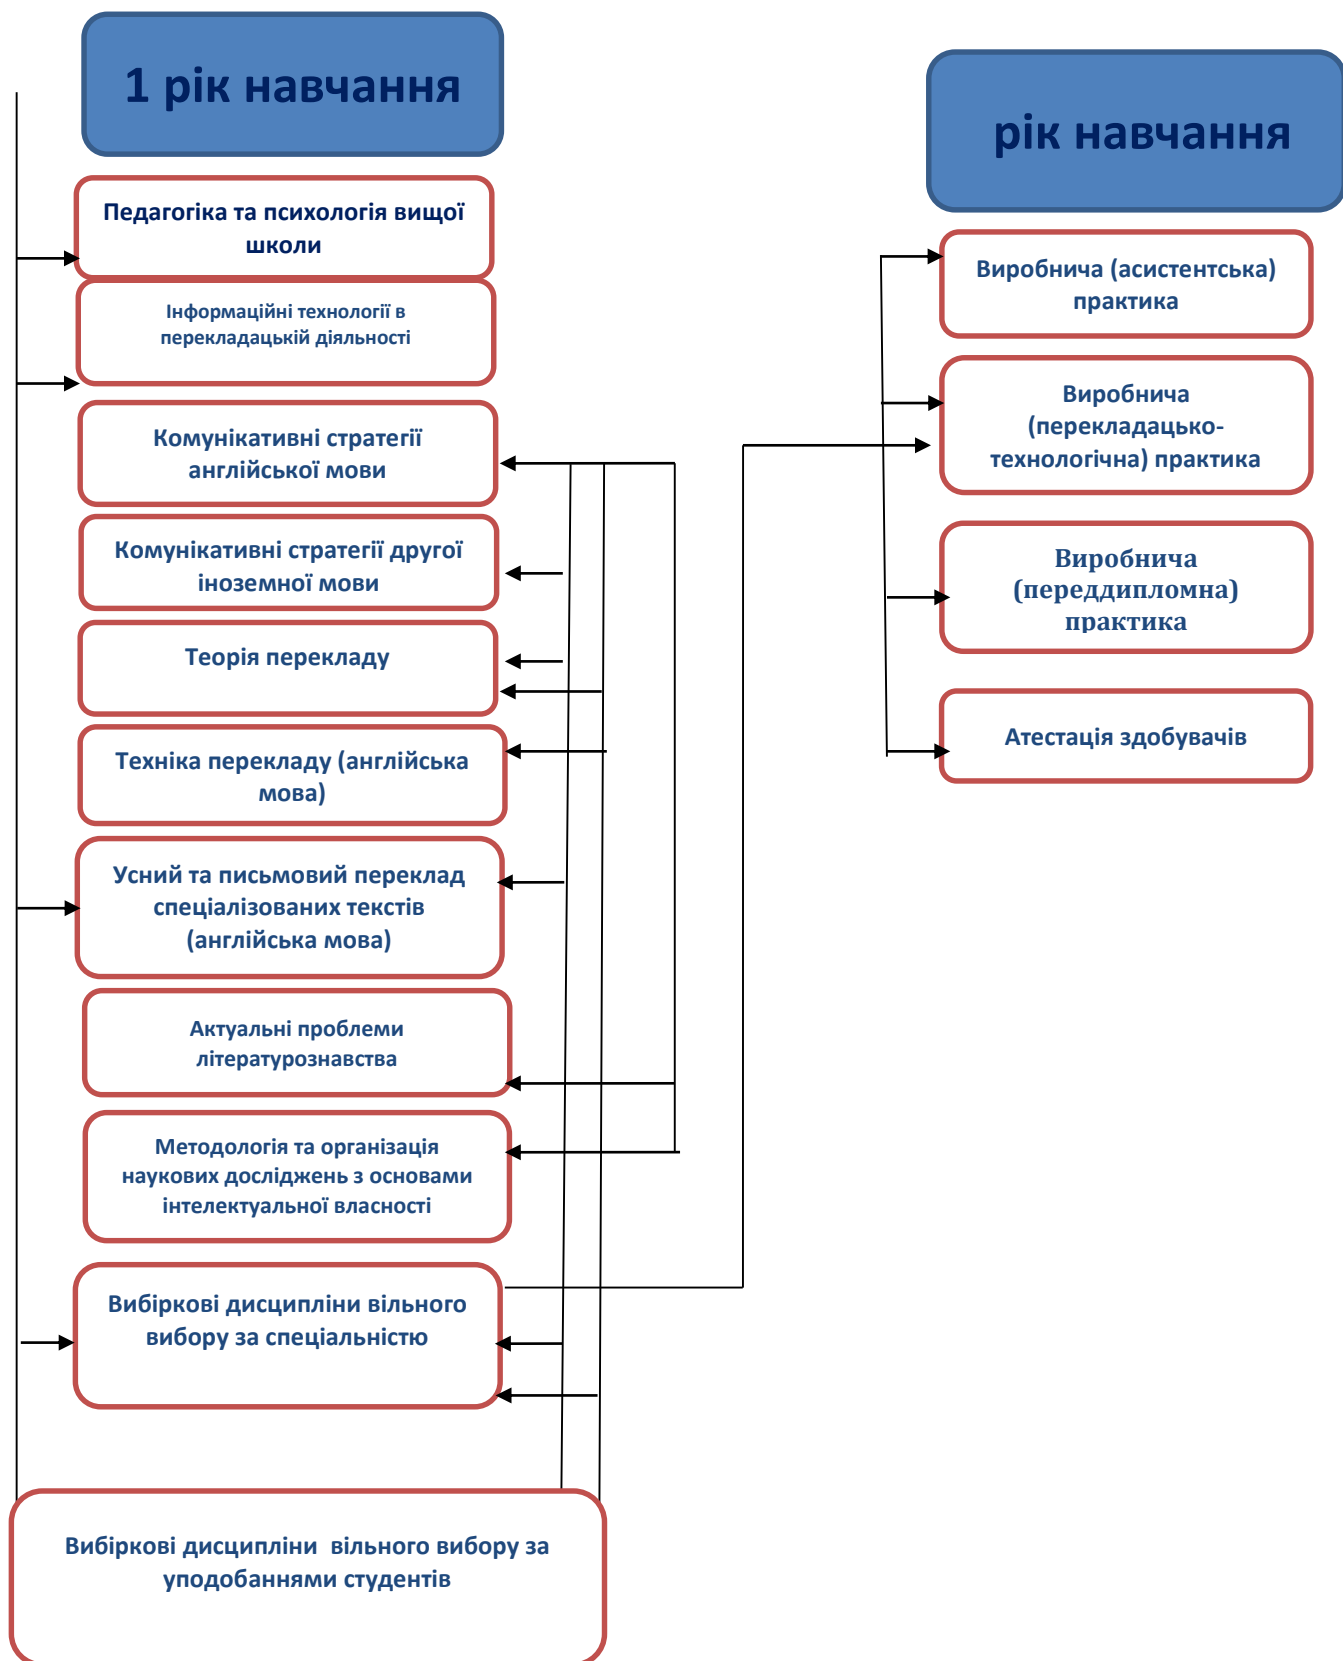 1 рік навчання
Педагогіка та психологія вищої
школи
Інформаційні технології в
перекладацькій діяльності
Комунікативні стратегії
англійської мови
Комунікативні стратегії другої
іноземної мови
Теорія перекладу
Техніка перекладу (англійська
мова)
Усний та письмовий переклад
спеціалізованих текстів
(англійська мова)
Актуальні проблеми
літературознавства
Методологія та організація
наукових досліджень з основами
інтелектуальної власності
Вибіркові дисципліни вільного
вибору за спеціальністю
Вибіркові дисципліни вільного вибору за
уподобаннями студентів
рік навчання
Виробнича (асистентська)
практика
Виробнича
(перекладацько-
технологічна) практика
Виробнича
(переддипломна)
практика
Атестація здобувачів